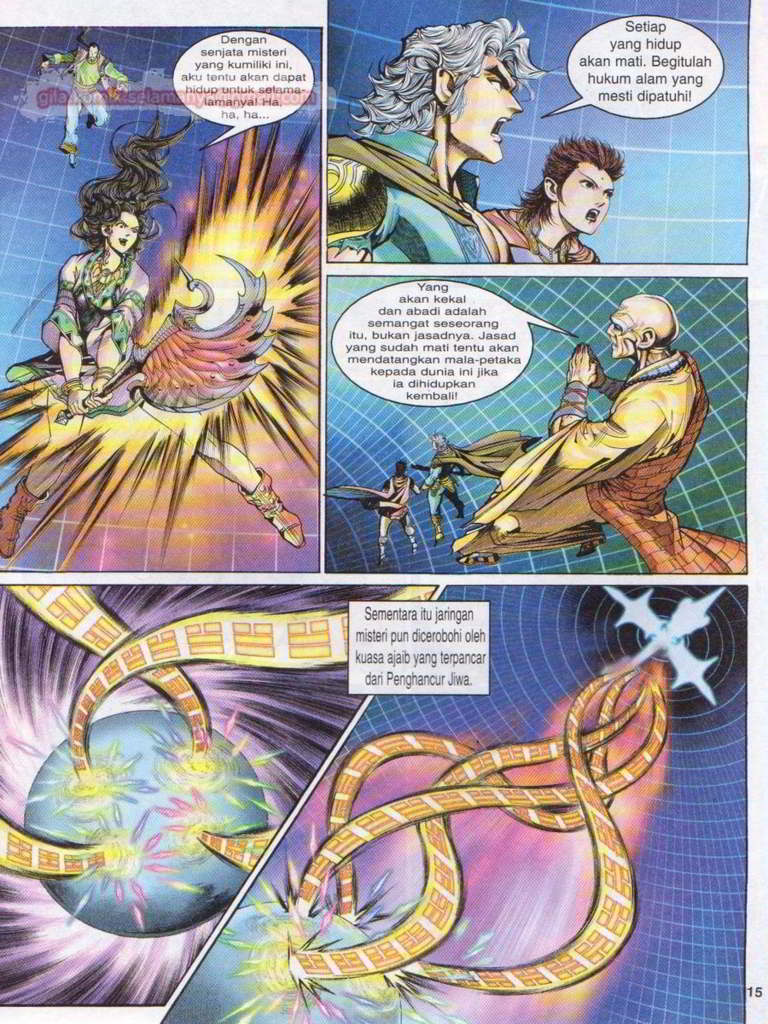 Dengan
senjata misteri
yang kumiliki ini,
aku tentu akan dapat
hidup untuk selama-
lamanya! Ha,
ha, ha...
Setiap
yang hidup
akan mati. Begitulah
hukum alam yang
mesti dipatuhi!
Yang
akan kekal
dan abadi adalah
semangat seseorang
itu, bukan jasadnya. Jasad
yang sudah mati tentu akan
mendatangkan mala-petaka
kepada dunia ini jika
ia dihidupkan
kembali!
Sementara itu jaringan
misteri pun dicerobohi oleh
kuasa ajaib yang terpancar
dari Penghancur Jiwa.
15